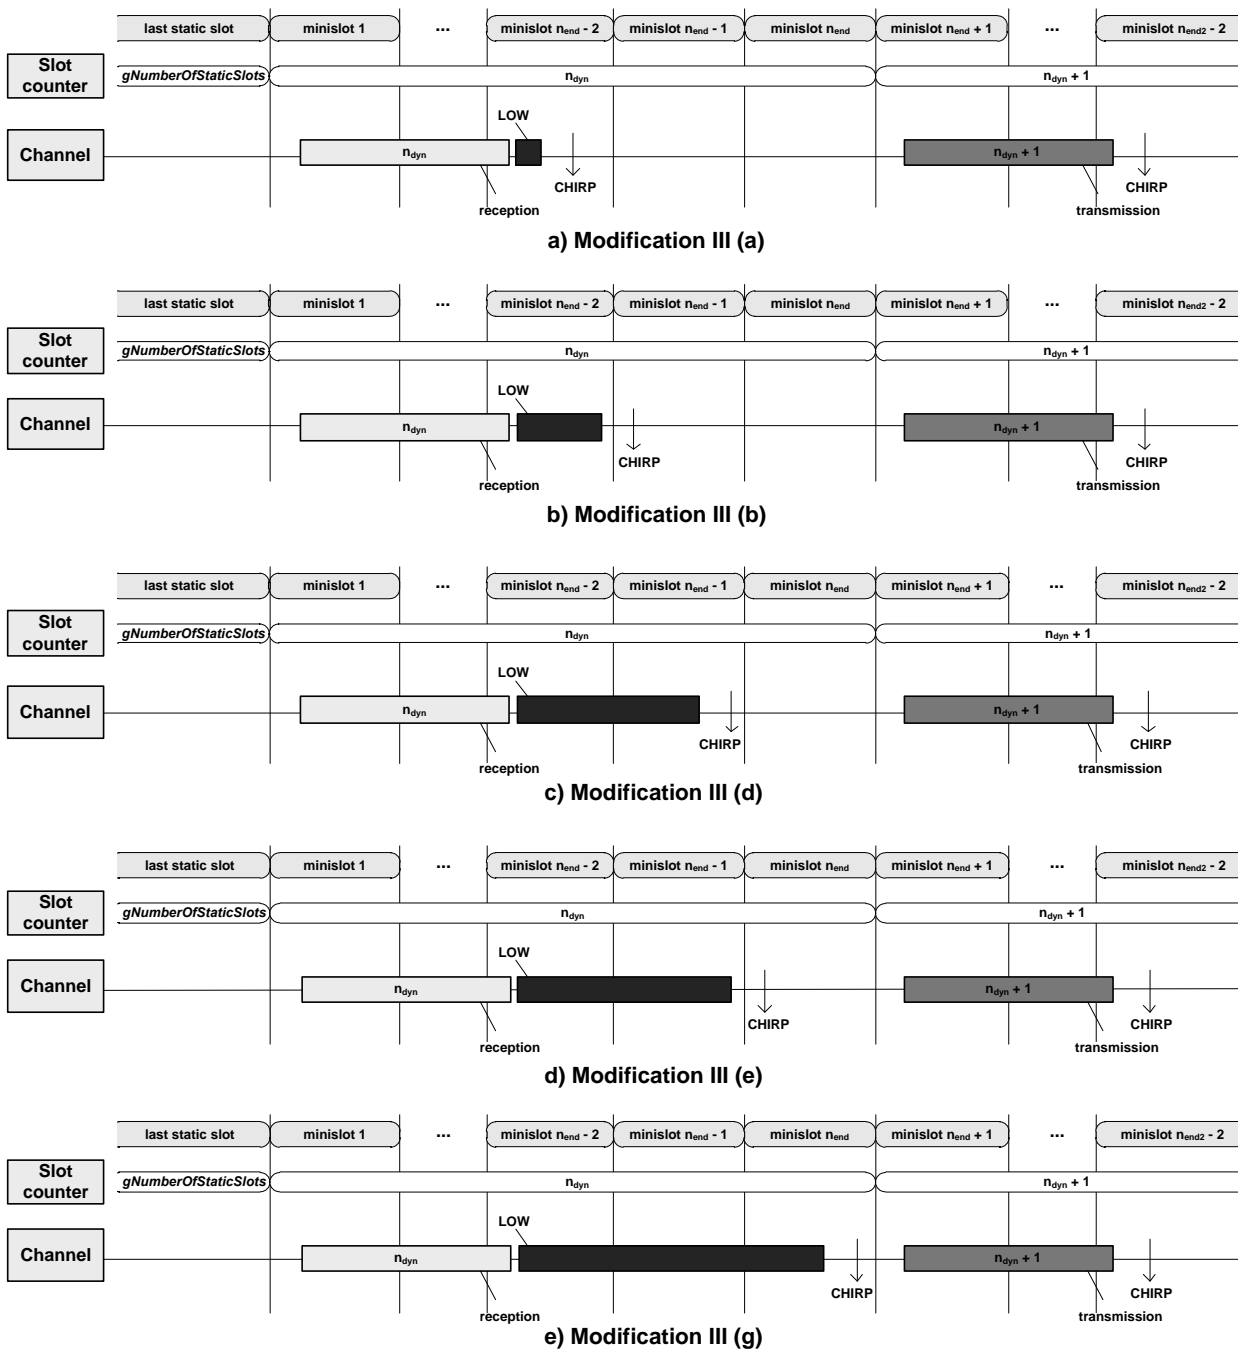 last static slot minislot 1 ... minislot nend - 2 minislot nend - 1 minislot nend minislot nend + 1 ... minislot nend2 - 2
Slot
counter
gNumberOfStaticSlots ndyn ndyn + 1
LOW
Channel ndyn ndyn + 1
CHIRP CHIRP
reception transmission
a) Modification III (a)
last static slot minislot 1 ... minislot nend - 2 minislot nend - 1 minislot nend minislot nend + 1 ... minislot nend2 - 2
Slot
counter
gNumberOfStaticSlots ndyn ndyn + 1
LOW
Channel ndyn ndyn + 1
CHIRP CHIRP
reception transmission
b) Modification III (b)
last static slot minislot 1 ... minislot nend - 2 minislot nend - 1 minislot nend minislot nend + 1 ... minislot nend2 - 2
Slot
counter
gNumberOfStaticSlots ndyn ndyn + 1
LOW
Channel ndyn ndyn + 1
CHIRP CHIRP
reception transmission
c) Modification III (d)
last static slot minislot 1 ... minislot nend - 2 minislot nend - 1 minislot nend minislot nend + 1 ... minislot nend2 - 2
Slot
counter
gNumberOfStaticSlots ndyn ndyn + 1
LOW
Channel ndyn ndyn + 1
CHIRP CHIRP
reception transmission
d) Modification III (e)
last static slot minislot 1 ... minislot nend - 2 minislot nend - 1 minislot nend minislot nend + 1 ... minislot nend2 - 2
Slot
counter
gNumberOfStaticSlots ndyn ndyn + 1
LOW
Channel ndyn ndyn + 1
CHIRP CHIRP
reception transmission
e) Modification III (g)